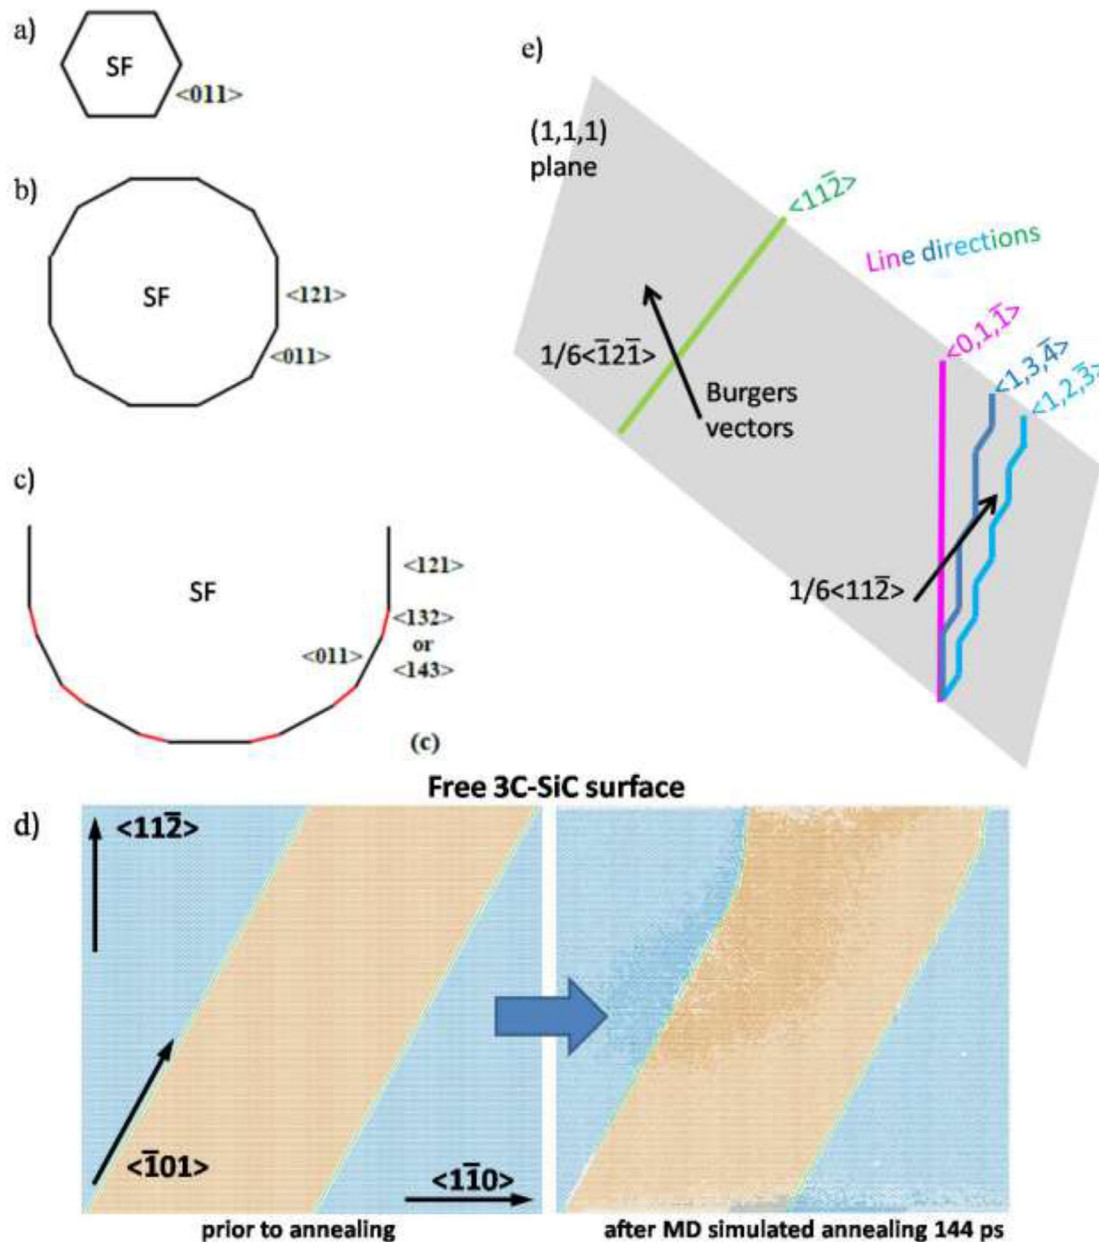 a)
SF
<011>
b)
SF
<121>
<011>
c)
SF
<121>
<132>
or
<143>
<011>
(c)
e)
(1,1,1)
plane
<112̅>
Line directions
<0,1,1̅>
<1,3,4̅>
<1,2,3̅>
1/6<1̅21̅>
Burgers
vectors
1/6<112̅>
Free 3C-SiC surface
d)
<112̅>
<1̅01>
<11̅0>
prior to annealing
after MD simulated annealing 144 ps